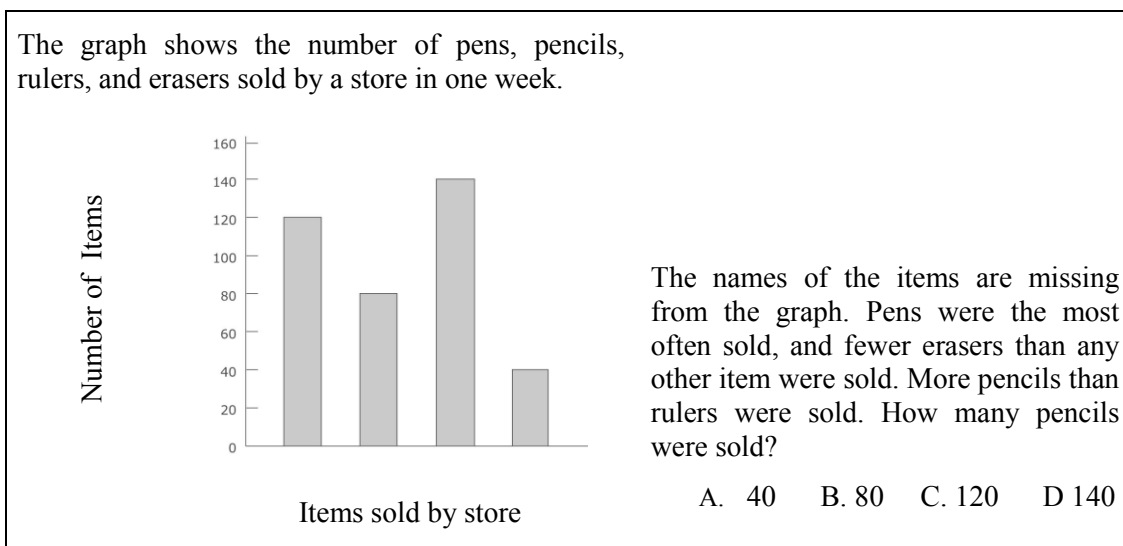 The graph shows the number of pens, pencils,
rulers, and erasers sold by a store in one week.
160
140
120
100
80
60
40
20
0
Number of Items
Items sold by store
The names of the items are missing
from the graph. Pens were the most
often sold, and fewer erasers than any
other item were sold. More pencils than
rulers were sold. How many pencils
were sold?
A. 40 B. 80 C. 120 D 140